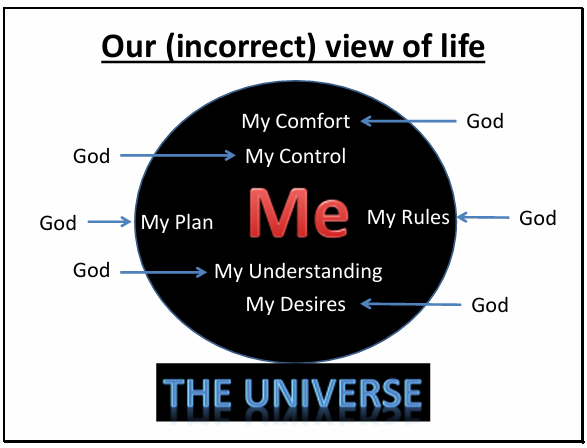 Our (incorrect) view of life
My Comfort
God
God
My Control
Me
God
My Plan
My Rules
God
God
My Understanding
My Desires
God
THE UNIVERSE